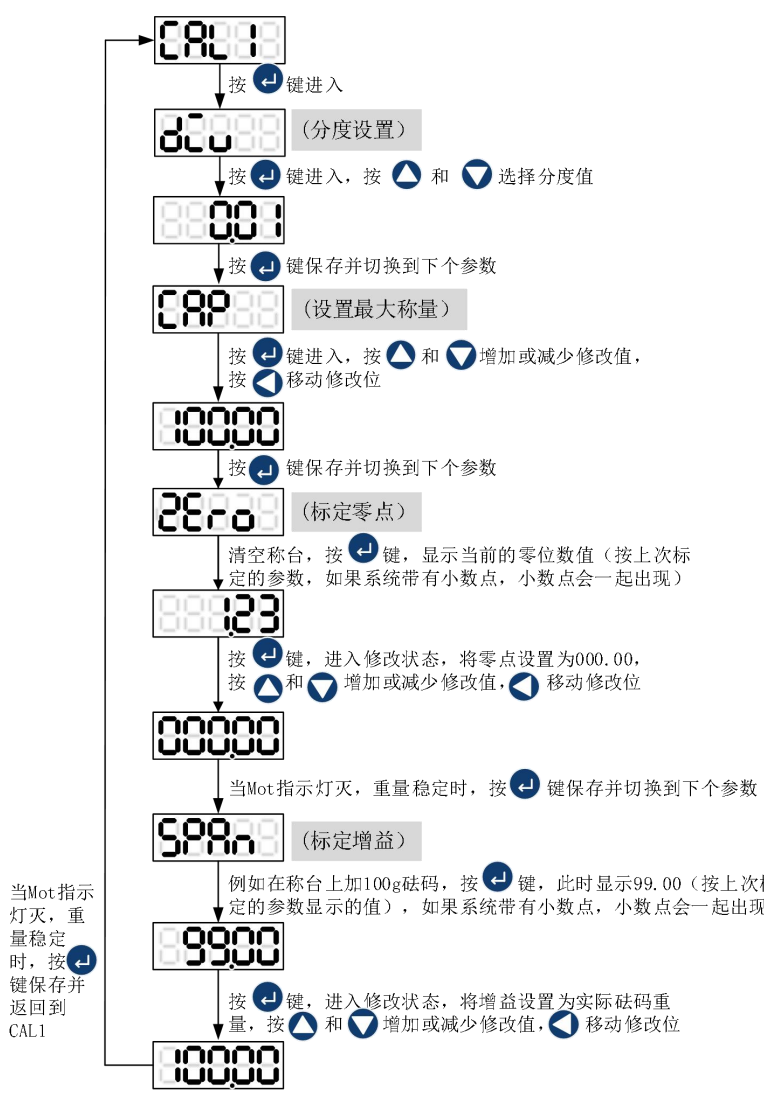 CAL1
按 键进入
div
(分度设置)
按 键进入，按 和 选择分度值
0.01
按 键保存并切换到下个参数
CAP
(设置最大称量)
按 键进入，按 和 增加或减少修改值，
按 移动修改位
100.00
按 键保存并切换到下个参数
ZEro
(标定零点)
清空称台，按 键，显示当前的零位数值（按上次标
定的参数，如果系统带有小数点，小数点会一起出现）
1.23
按 键，进入修改状态，将零点设置为000.00，
按 和 增加或减少修改值， 移动修改位
000.00
当Mot指示灯灭，重量稳定时，按 键保存并切换到下个参数
SPAn
(标定增益)
例如在称台上加100g砝码，按 键，此时显示99.00（按上次
定的参数显示的值），如果系统带有小数点，小数点会一起出现
99.00
按 键，进入修改状态，将增益设置为实际砝码重
量，按 和 增加或减少修改值， 移动修改位
100.00
当Mot指示
灯灭，重
量稳定
时，按
键保存并
返回到
CAL1